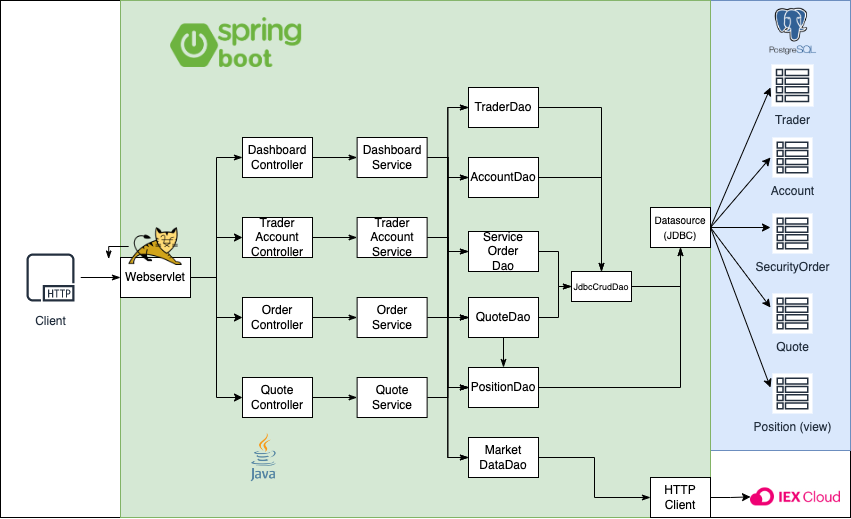 spring
boot
PostgreSQL
Trader
Account
SecurityOrder
Quote
Position (view)
HTTP
Client
Webservlet
Dashboard
Controller
Dashboard
Service
Trader
Account
Controller
Trader
Account
Service
Order
Controller
Order
Service
Quote
Controller
Quote
Service
TraderDao
AccountDao
Service
Order
Dao
QuoteDao
PositionDao
Market
DataDao
JdbcCrudDao
Datasource
(JDBC)
Java
HTTP
Client
IEX Cloud